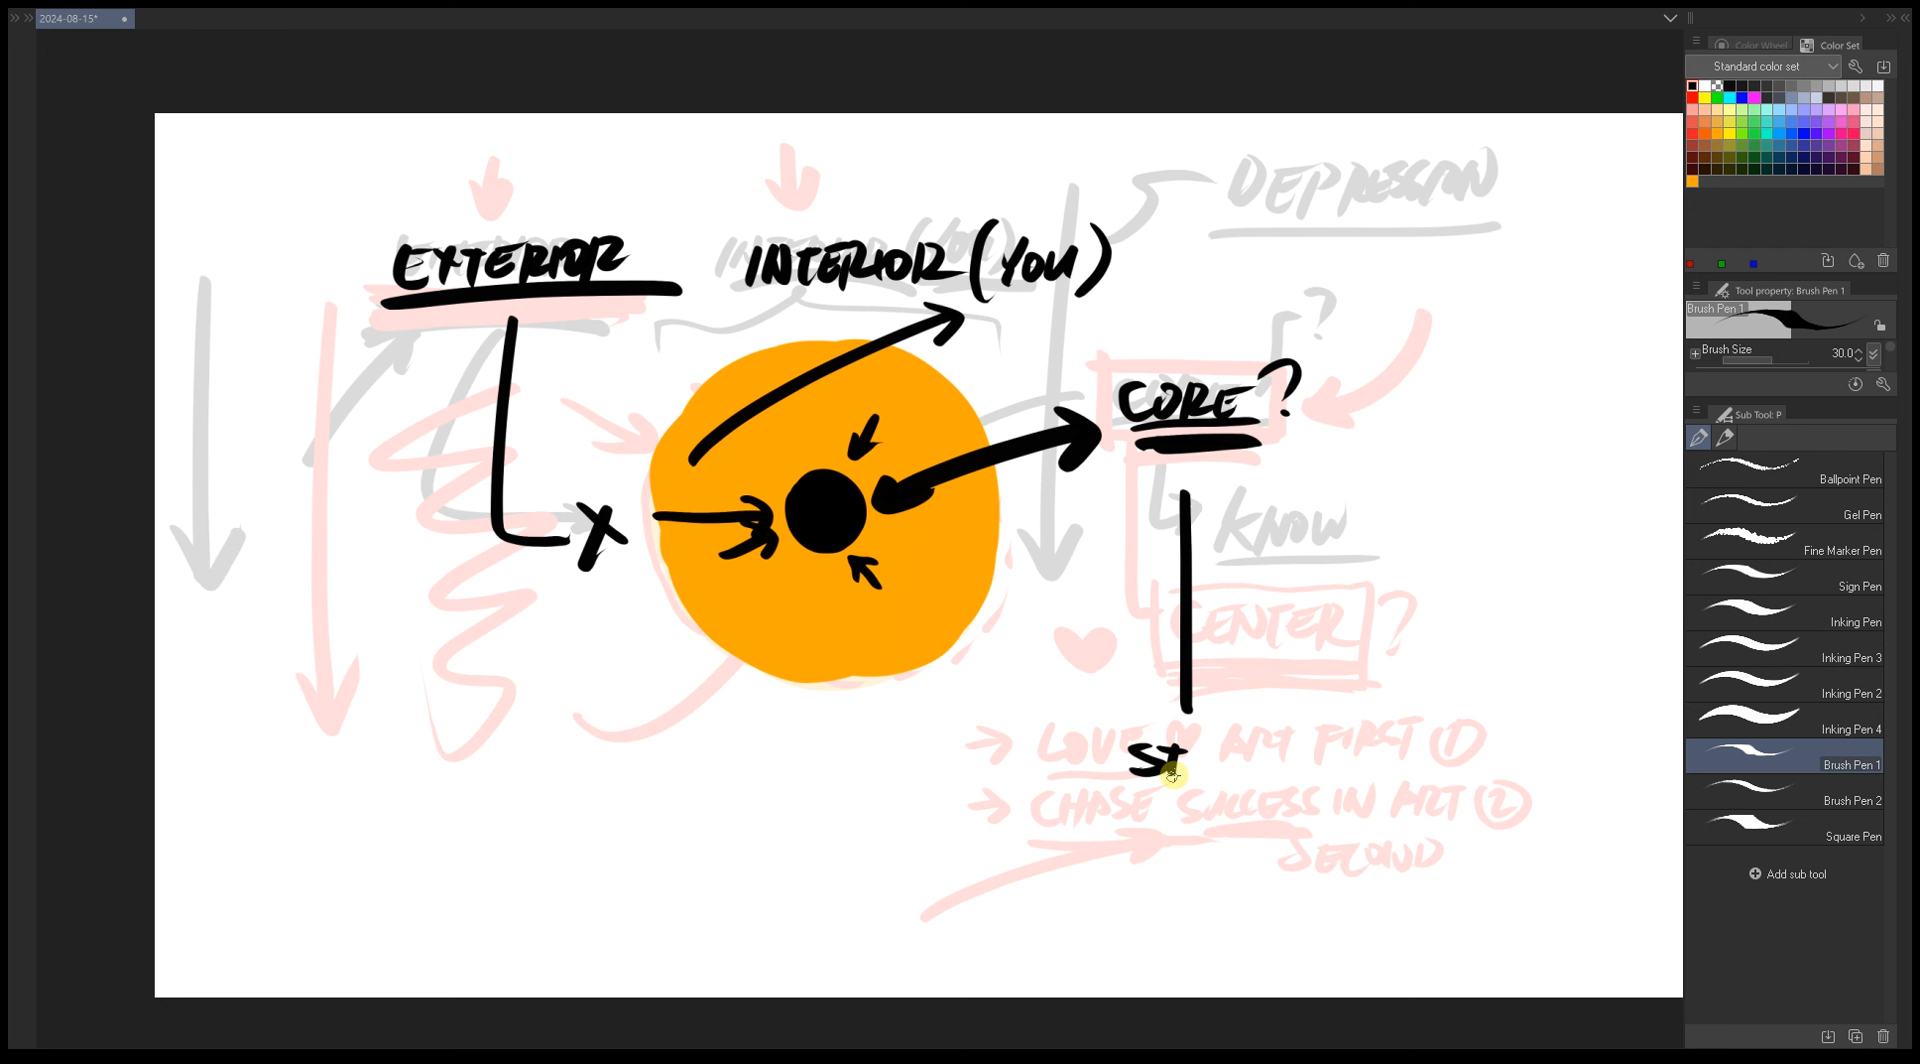 2024-08-15*
Color Wheel
Color Set
Standard color set
DEPRESSION
EXTERIOR
INTERIOR (YOU)
INTERIOR (YOU)
?
CORE?
KNOW
CENTER?
→ LOVE ♥ ART FIRST ①
St
→ CHASE SUCCESS IN ART ②
SECOND
X
Tool property: Brush Pen 1
Brush Pen 1
Brush Size
30.0
Sub Tool: P
Ballpoint Pen
Gel Pen
Fine Marker Pen
Sign Pen
Inking Pen
Inking Pen 3
Inking Pen 2
Inking Pen 4
Brush Pen 1
Brush Pen 2
Square Pen
Add sub tool